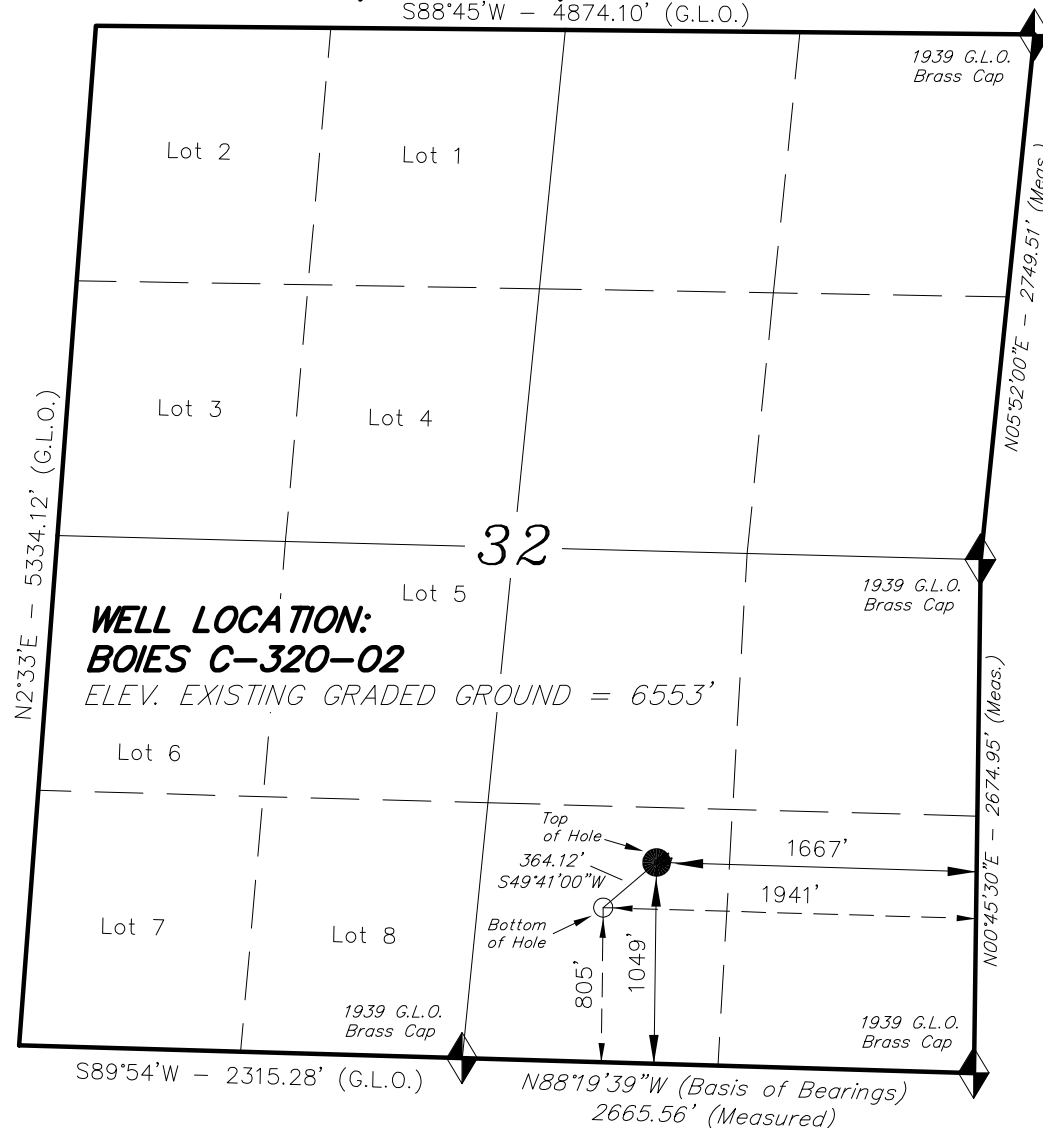 S88°45'W - 4874.10' (G.L.O.)
1939 G.L.O.
Brass Cap
Lot 2
Lot 1
N05°52'00"E - 2749.51' (Meas.)
Lot 3
Lot 4
N2°33'E - 5334.12' (G.L.O.)
32
1939 G.L.O.
Brass Cap
Lot 5
WELL LOCATION:
BOIES C-320-02
ELEV. EXISTING GRADED GROUND = 6553'
Lot 6
N00°45'30"E - 2674.95' (Meas.)
Top
of Hole
364.12'
S49°41'00"W
1667'
1941'
Bottom
of Hole
805'
1049'
Lot 7
Lot 8
1939 G.L.O.
Brass Cap
1939 G.L.O.
Brass Cap
S89°54'W - 2315.28' (G.L.O.)
N88°19'39"W (Basis of Bearings)
2665.56' (Measured)